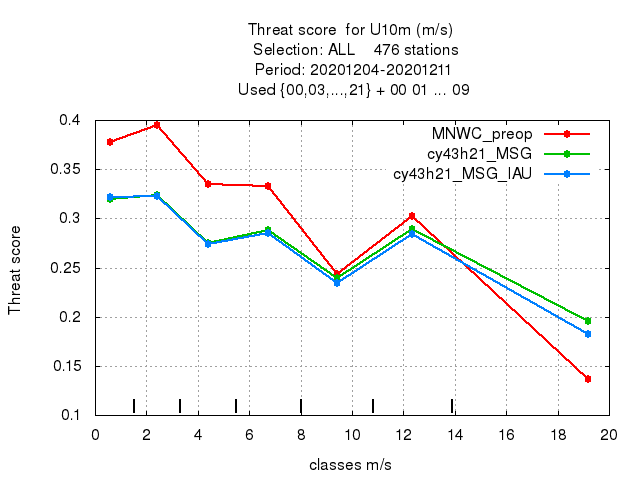 Threat score for U10m (m/s)
Selection: ALL 476 stations
Period: 20201204-20201211
Used {00,03,...,21} + 00 01 ... 09
MNWC_preop
cy43h21_MSG
cy43h21_MSG_IAU
0.4
0.35
0.3
0.25
0.2
0.15
0.1
Threat score
0 2 4 6 8 10 12 14 16 18 20
classes m/s